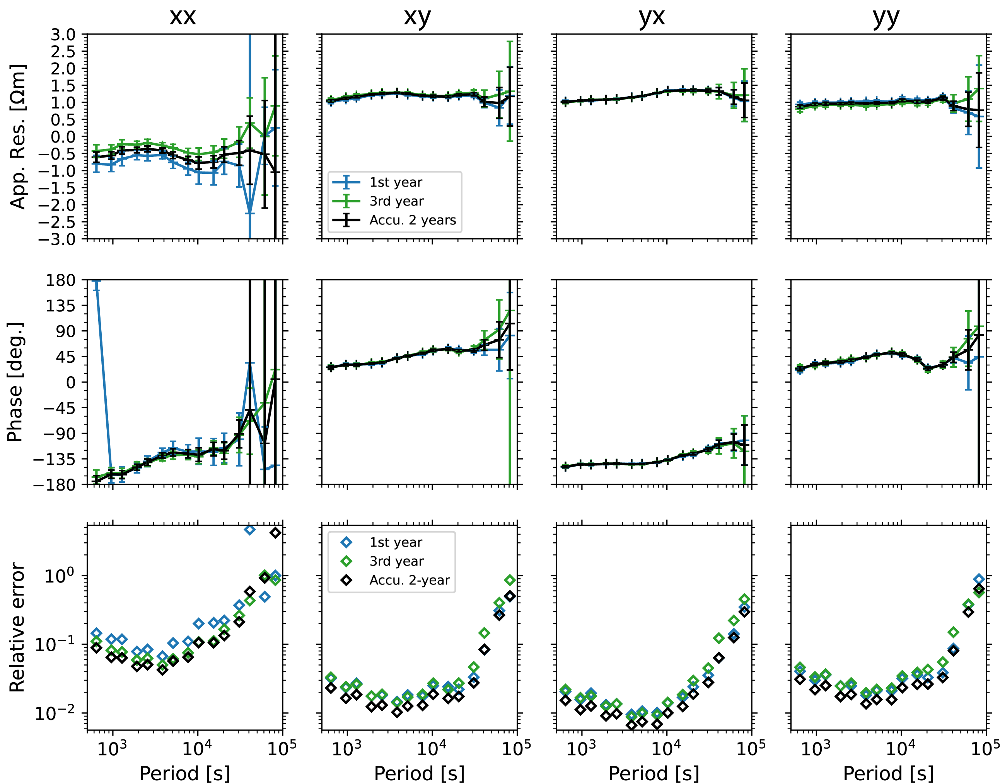 xx xy yx yy
App. Res. [Ωm]
3.0
2.5
2.0
1.5
1.0
0.5
0.0
−0.5
−1.0
−1.5
−2.0
−2.5
−3.0
1st year
3rd year
Accu. 2 years
Phase [deg.]
180
135
90
45
0
−45
−90
−135
−180
Relative error
10⁰
10⁻¹
10⁻²
1st year
3rd year
Accu. 2-year
10³ 10⁴ 10⁵ 10³ 10⁴ 10⁵ 10³ 10⁴ 10⁵ 10³ 10⁴ 10⁵
Period [s] Period [s] Period [s] Period [s]